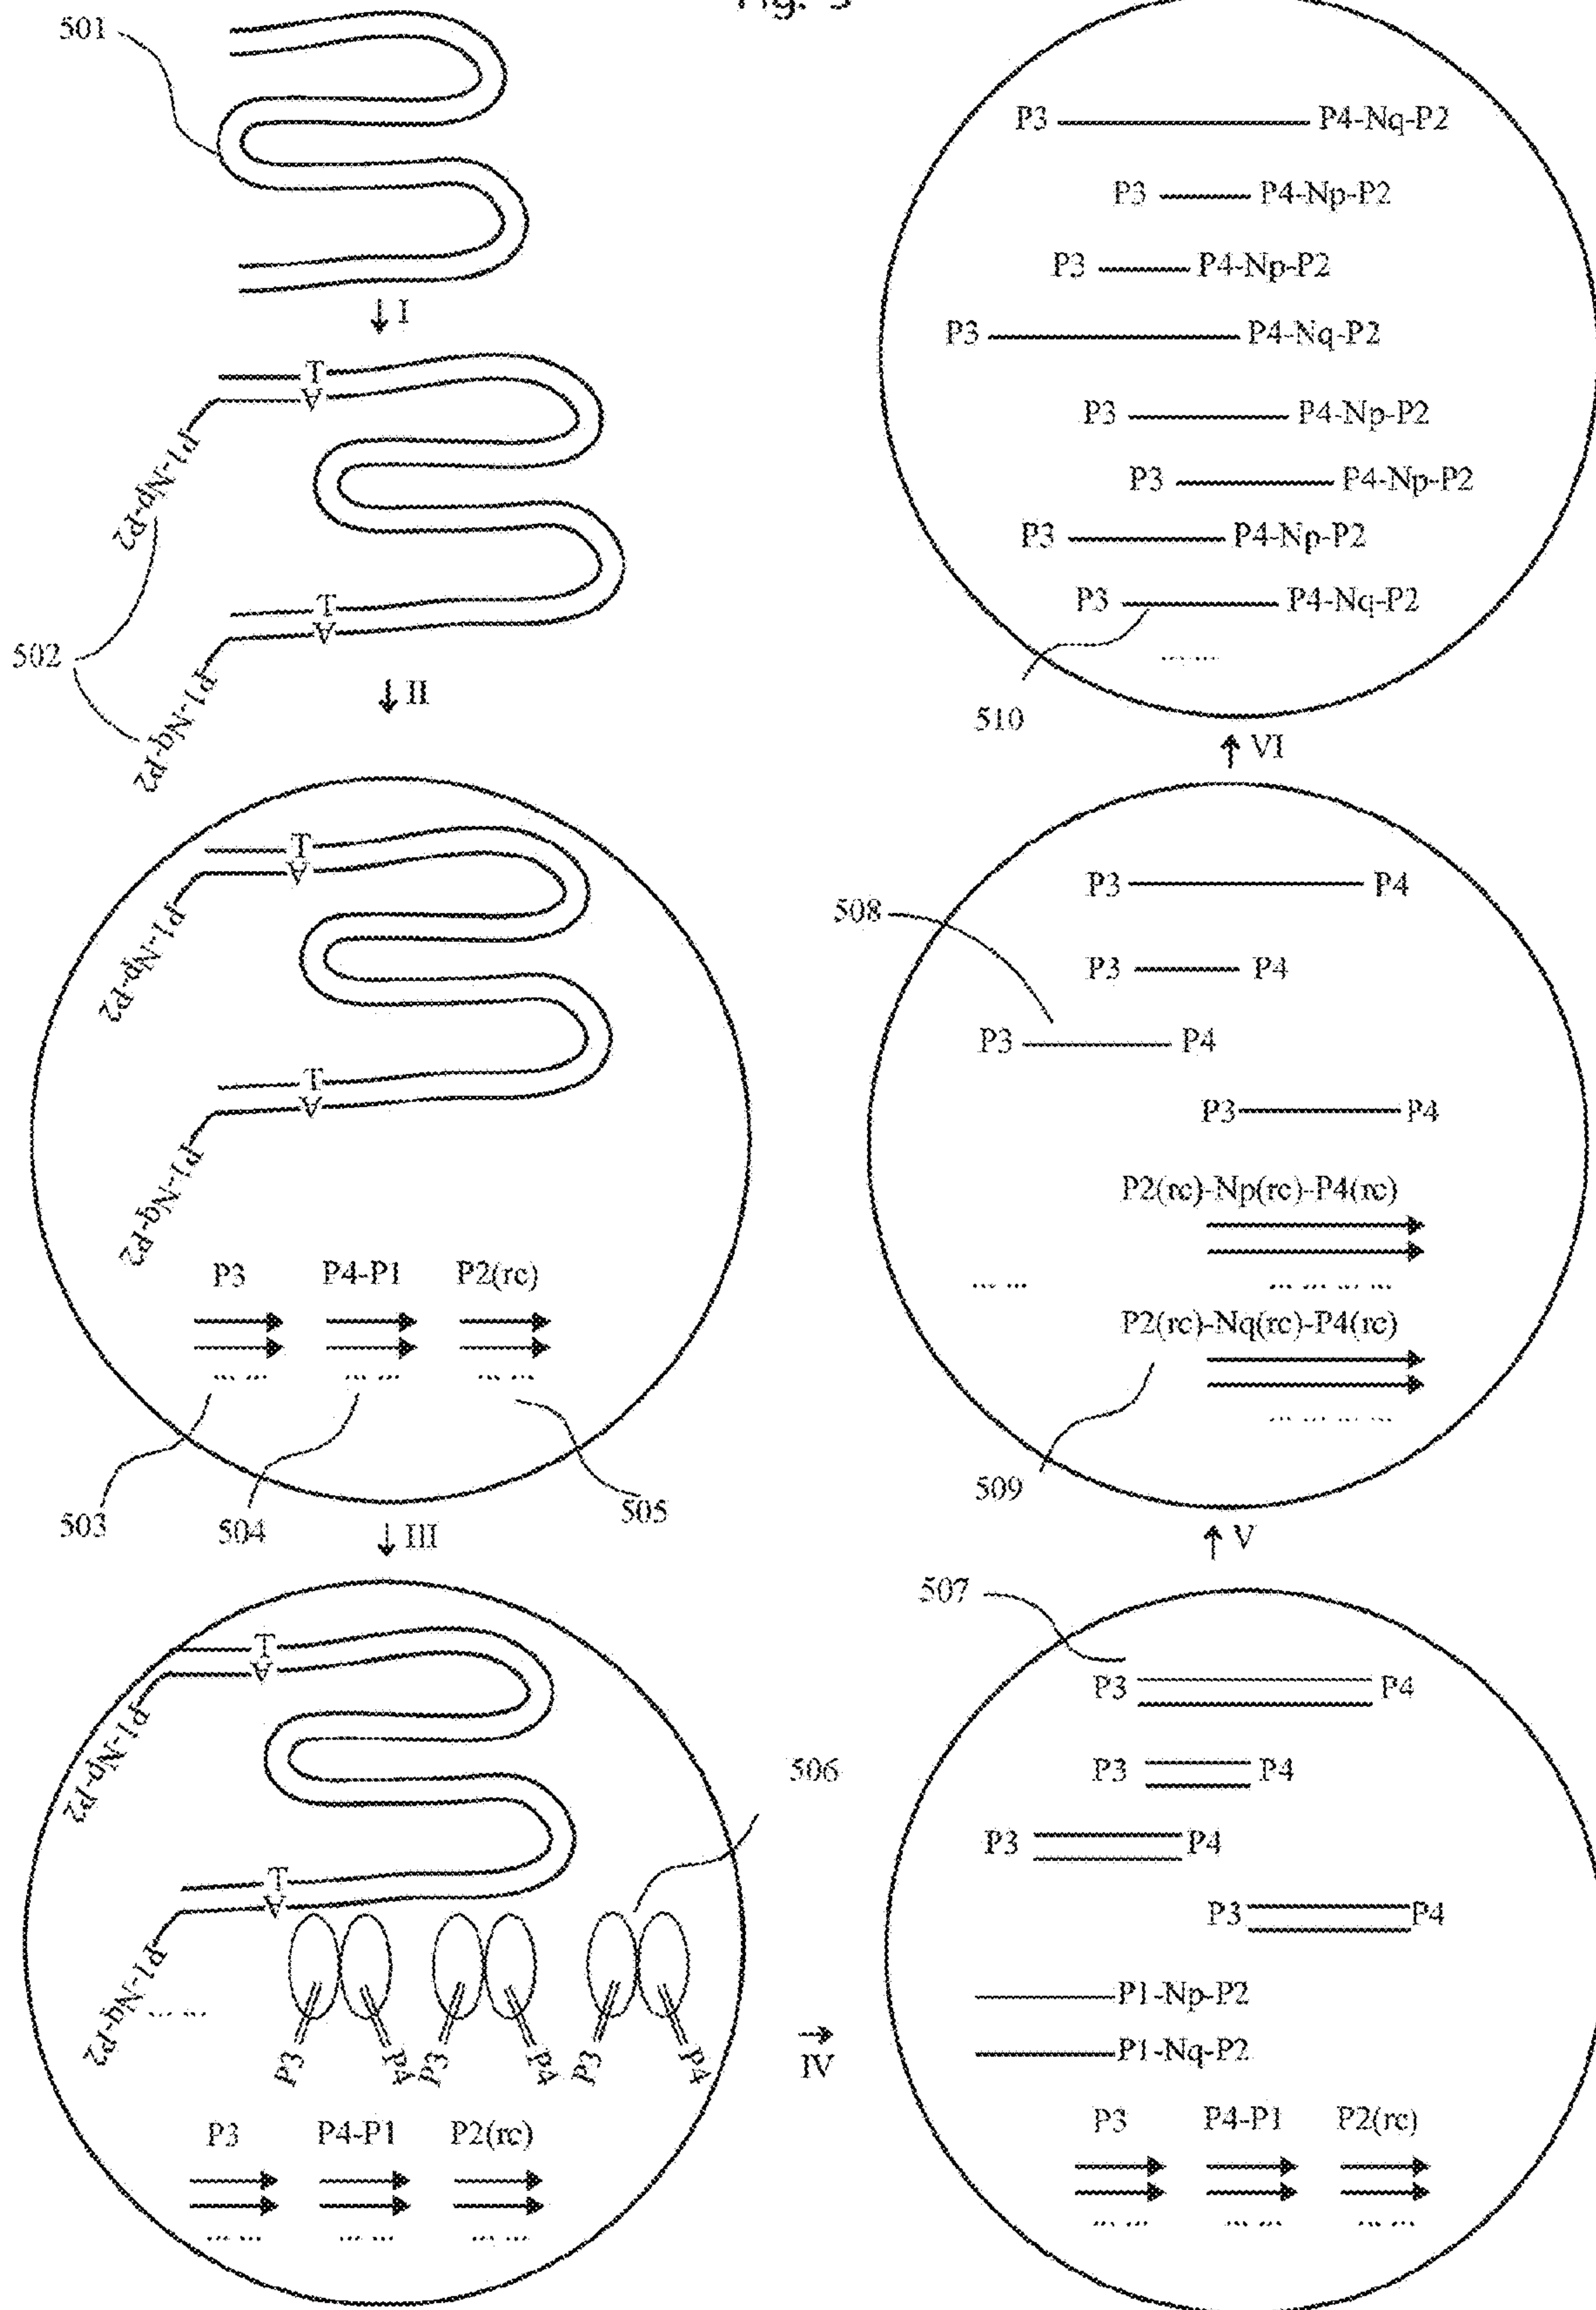 501
I
T
A
P1-Np-P2
T
A
502
P1-Nq-P2
II
T
A
P1-Np-P2
T
A
P1-Nq-P2
P3 P4-P1 P2(rc)
... ... ... ... ... ...
503 504 505
III
T
A
P1-Np-P2
506
T
A
P1-Nq-P2
... ...
P3 P4 P3 P4 P3 P4
P3 P4-P1 P2(rc)
... ... ... ... ... ...
IV
507
P3 P4
P3 P4
P3 P4
P3 P4
P1-Np-P2
P1-Nq-P2
P3 P4-P1 P2(rc)
... ... ... ... ... ...
V
P3 P4
508
P3 P4
P3 P4
P3 P4
P2(rc)-Np(rc)-P4(rc)
... ... ... ... ... ...
P2(rc)-Nq(rc)-P4(rc)
... ... ... ...
509
VI
P3 P4-Nq-P2
P3 P4-Np-P2
P3 P4-Np-P2
P3 P4-Nq-P2
P3 P4-Np-P2
P3 P4-Np-P2
P3 P4-Np-P2
P3 P4-Nq-P2
... ...
510